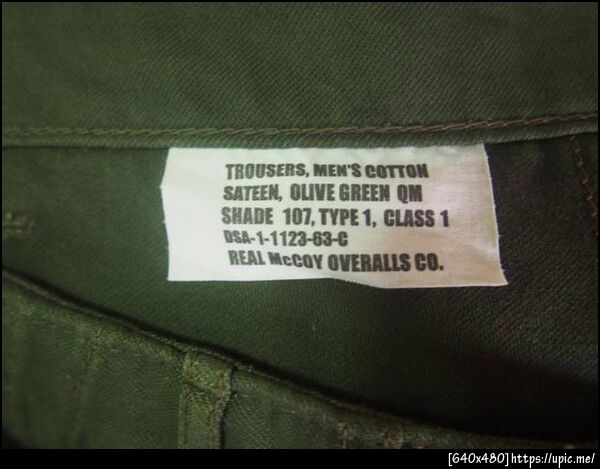 TROUSERS, MEN'S COTTON
SATEEN, OLIVE GREEN QM
SHADE 107, TYPE 1, CLASS 1
DSA-1-1123-63-C
REAL McCOY OVERALLS CO.
[640x480]https://upic.me/